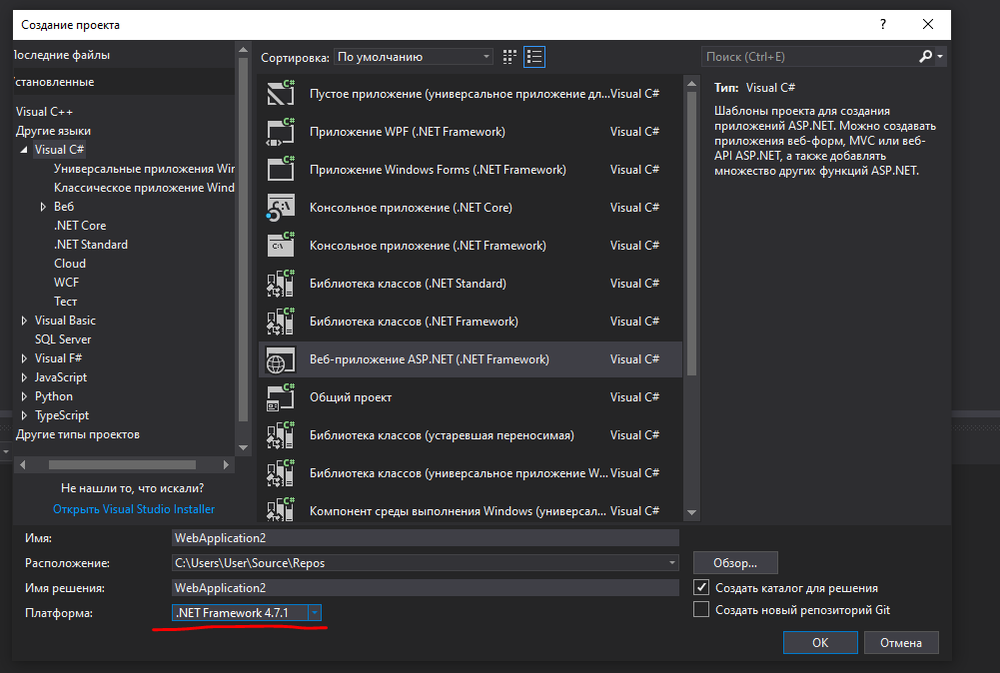 Создание проекта
?
Последние файлы
Установленные
Visual C++
Другие языки
Visual C#
Универсальные приложения Win
Классическое приложение Wind
Веб
.NET Core
.NET Standard
Cloud
WCF
Тест
Visual Basic
SQL Server
Visual F#
JavaScript
Python
TypeScript
Другие типы проектов
Не нашли то, что искали?
Открыть Visual Studio Installer
Сортировка: По умолчанию
Пустое приложение (универсальное приложение дл... Visual C#
Приложение WPF (.NET Framework) Visual C#
Приложение Windows Forms (.NET Framework) Visual C#
Консольное приложение (.NET Core) Visual C#
Консольное приложение (.NET Framework) Visual C#
Библиотека классов (.NET Standard) Visual C#
Библиотека классов (.NET Framework) Visual C#
Веб-приложение ASP.NET (.NET Framework) Visual C#
Общий проект Visual C#
Библиотека классов (устаревшая переносимая) Visual C#
Библиотека классов (универсальное приложение W... Visual C#
Компонент среды выполнения Windows (универсал... Visual C#
Поиск (Ctrl+E)
Тип: Visual C#
Шаблоны проекта для создания
приложений ASP.NET. Можно создавать
приложения веб-форм, MVC или веб-
API ASP.NET, а также добавлять
множество других функций ASP.NET.
Имя: WebApplication2
Расположение: C:\Users\User\Source\Repos
Обзор...
Имя решения: WebApplication2
Создать каталог для решения
Платформа: .NET Framework 4.7.1
Создать новый репозиторий Git
OK
Отмена